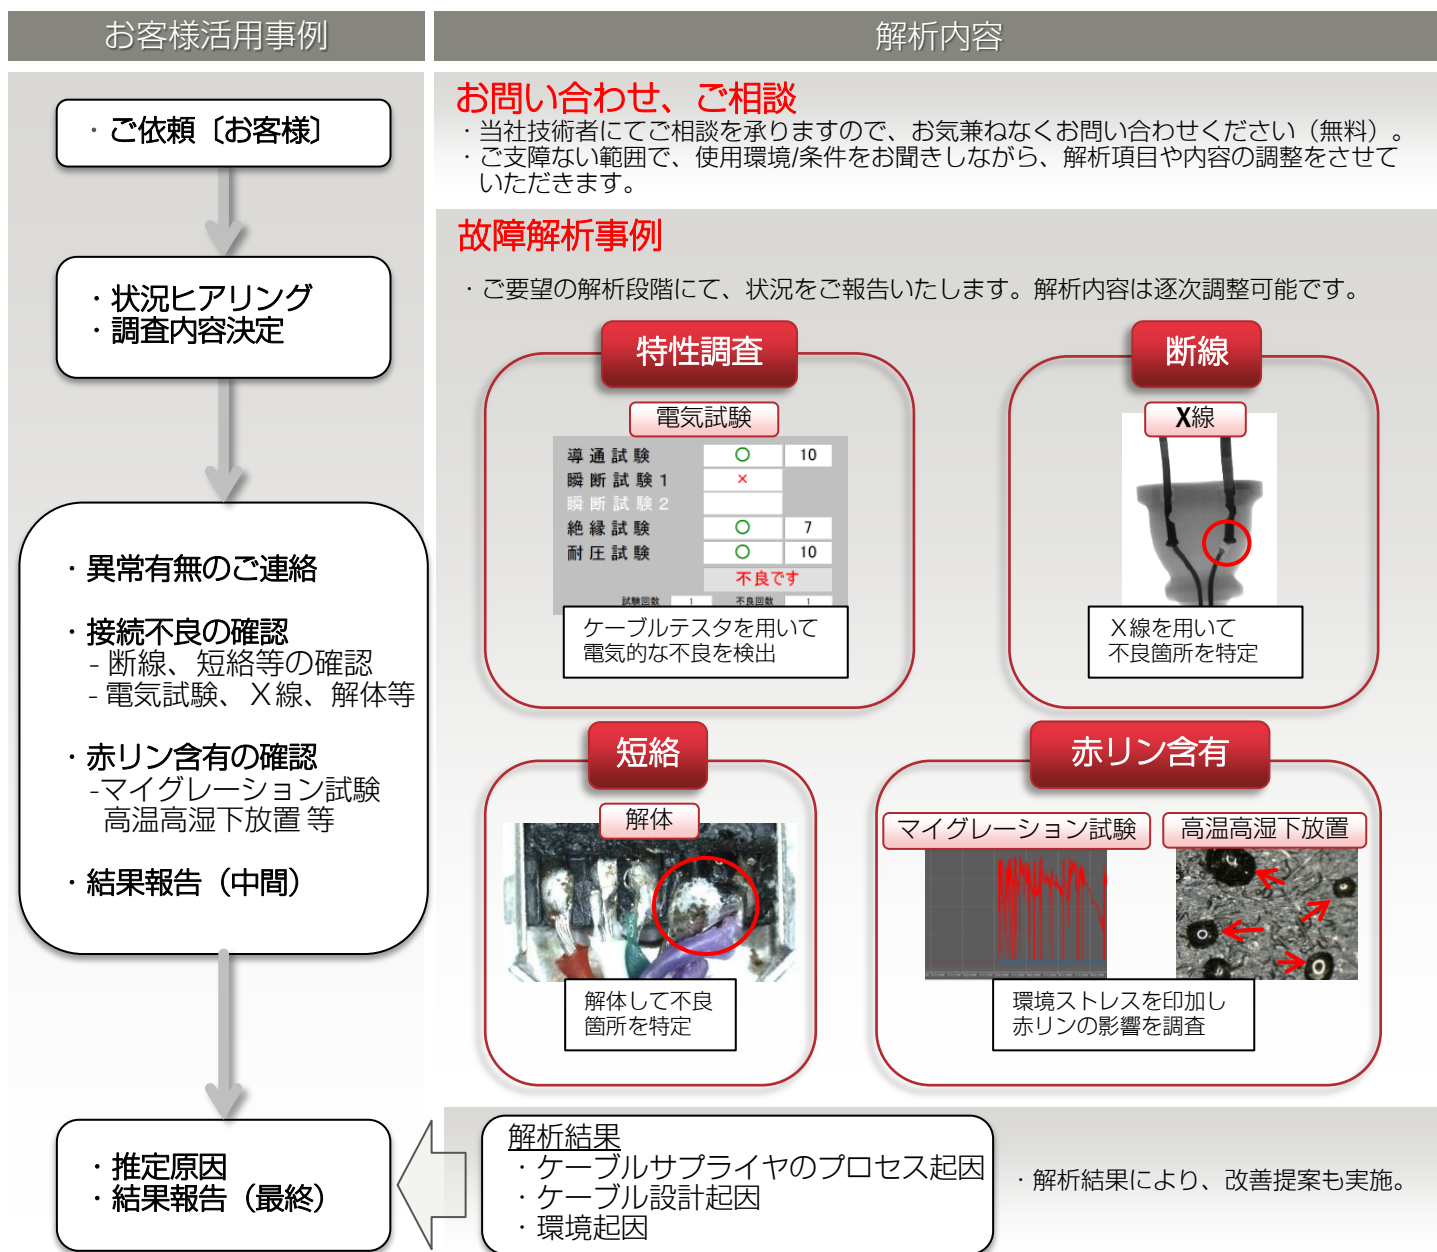 お客様活用事例
解析内容
・ご依頼〔お客様〕
・状況ヒアリング
・調査内容決定
・異常有無のご連絡
・接続不良の確認
- 断線、短絡等の確認
- 電気試験、Ｘ線、解体等
・赤リン含有の確認
-マイグレーション試験
高温高湿下放置 等
・結果報告（中間）
・推定原因
・結果報告（最終）
お問い合わせ、ご相談
・当社技術者にてご相談を承りますので、お気兼ねなくお問い合わせください（無料）。
・ご支障ない範囲で、使用環境/条件をお聞きしながら、解析項目や内容の調整をさせて
いただきます。
故障解析事例
・ご要望の解析段階にて、状況をご報告いたします。解析内容は逐次調整可能です。
特性調査
電気試験
導通試験 ○ 10
瞬断試験１ ×
瞬断試験２
絶縁試験 ○ 7
耐圧試験 ○ 10
不良です
試験回数 1 不良回数 1
ケーブルテスタを用いて
電気的な不良を検出
断線
X線
Ｘ線を用いて
不良箇所を特定
短絡
解体
解体して不良
箇所を特定
赤リン含有
マイグレーション試験
高温高湿下放置
環境ストレスを印加し
赤リンの影響を調査
解析結果
・ケーブルサプライヤのプロセス起因
・ケーブル設計起因
・環境起因
・解析結果により、改善提案も実施。